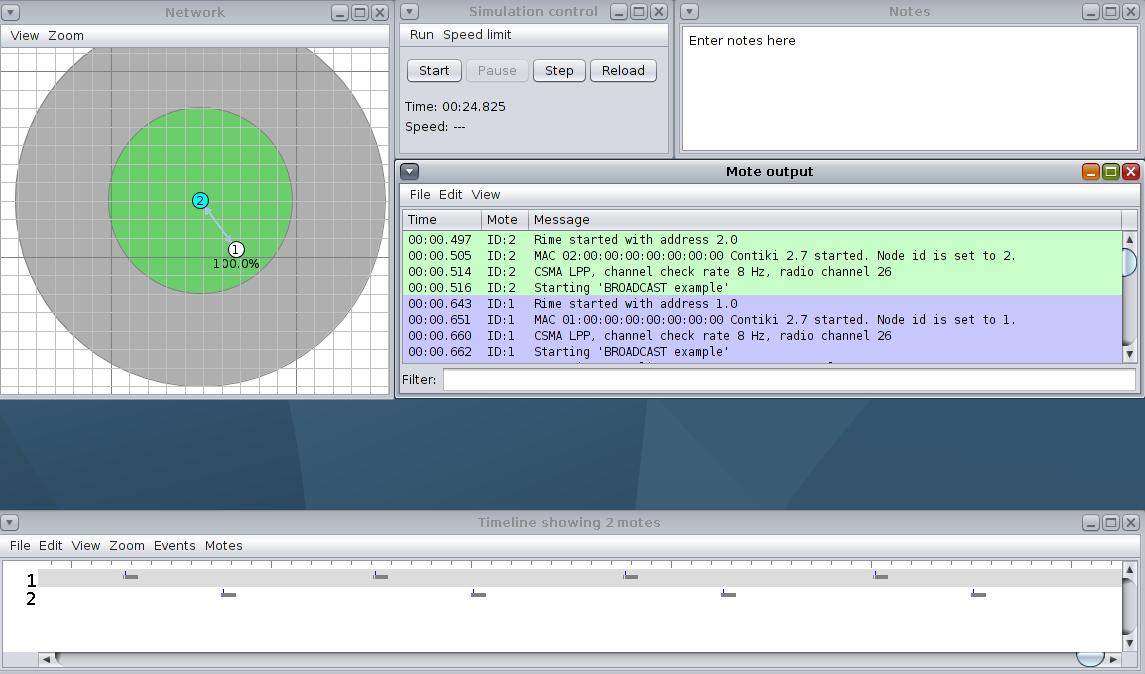 Network
View Zoom
2
1
100.0%
Simulation control
Run Speed limit
Start Pause Step Reload
Time: 00:24.825
Speed: ---
Notes
Enter notes here
Mote output
File Edit View
Time Mote Message
00:00.497 ID:2 Rime started with address 2.0
00:00.505 ID:2 MAC 02:00:00:00:00:00:00:00 Contiki 2.7 started. Node id is set to 2.
00:00.514 ID:2 CSMA LPP, channel check rate 8 Hz, radio channel 26
00:00.516 ID:2 Starting 'BROADCAST example'
00:00.643 ID:1 Rime started with address 1.0
00:00.651 ID:1 MAC 01:00:00:00:00:00:00:00 Contiki 2.7 started. Node id is set to 1.
00:00.660 ID:1 CSMA LPP, channel check rate 8 Hz, radio channel 26
00:00.662 ID:1 Starting 'BROADCAST example'
Filter:
Timeline showing 2 motes
File Edit View Zoom Events Motes
1
2